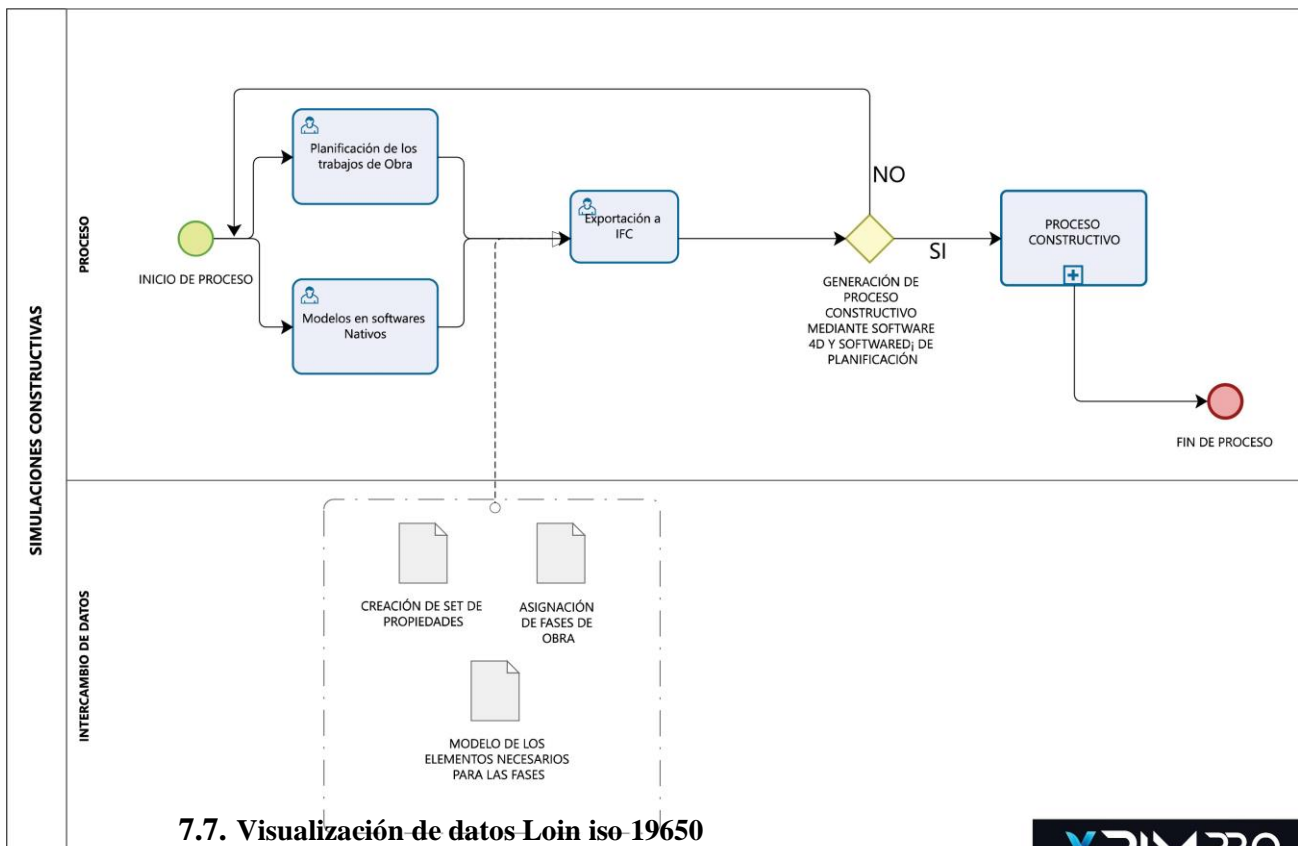 SIMULACIONES CONSTRUCTIVAS
PROCESO
INICIO DE PROCESO
Planificación de los
trabajos de Obra
Modelos en softwares
Nativos
Exportación a
IFC
NO
SI
GENERACIÓN DE
PROCESO
CONSTRUCTIVO
MEDIANTE SOFTWARE
4D Y SOFTWARED¡ DE
PLANIFICACIÓN
PROCESO
CONSTRUCTIVO
FIN DE PROCESO
INTERCAMBIO DE DATOS
CREACIÓN DE SET DE
PROPIEDADES
ASIGNACIÓN
DE FASES DE
OBRA
MODELO DE LOS
ELEMENTOS NECESARIOS
PARA LAS FASES
7.7. Visualización de datos Loin iso 19650